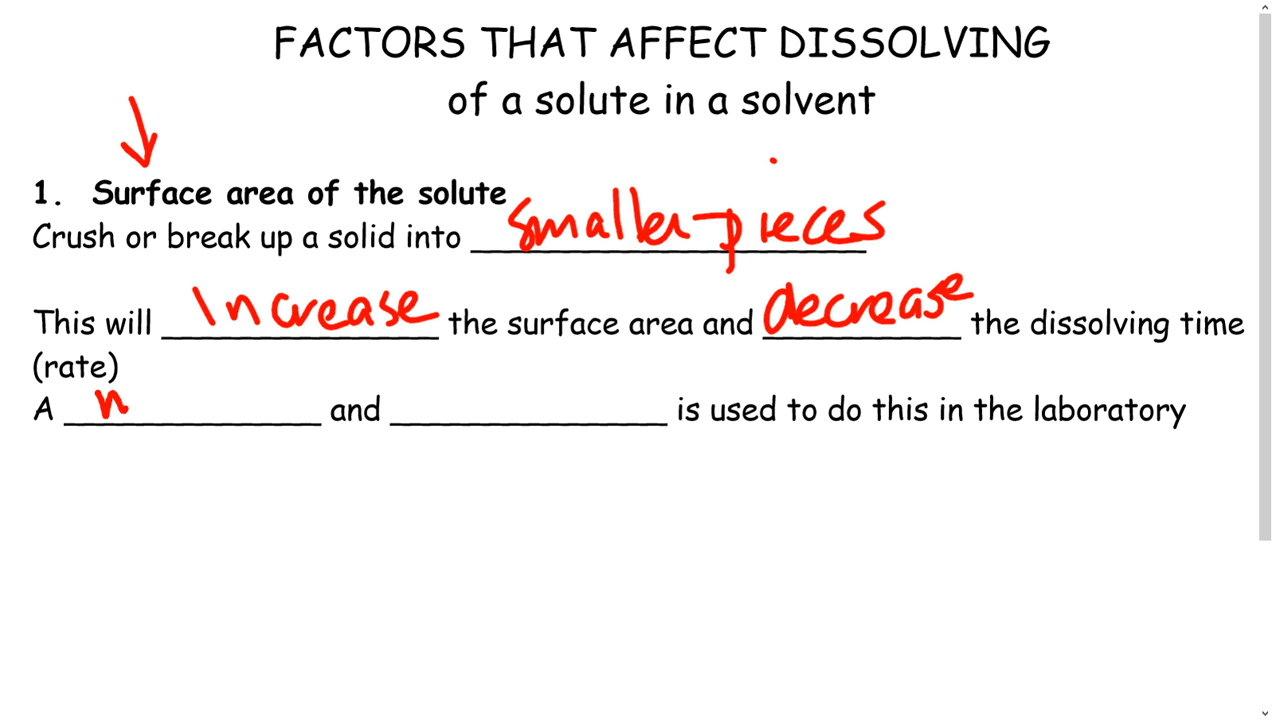 FACTORS THAT AFFECT DISSOLVING
of a solute in a solvent
1. Surface area of the solute
Crush or break up a solid into smaller pieces
This will increase the surface area and decrease the dissolving time
(rate)
A ______________ and _______________ is used to do this in the laboratory